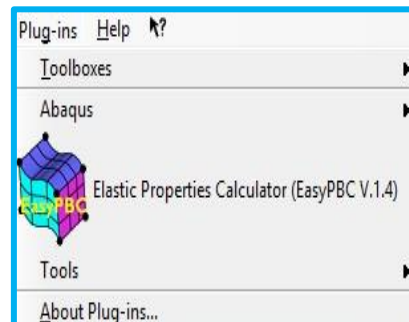 Plug-ins Help ?
Toolboxes
Abaqus
EasyPBC
Elastic Properties Calculator (EasyPBC V.1.4)
Tools
About Plug-ins...